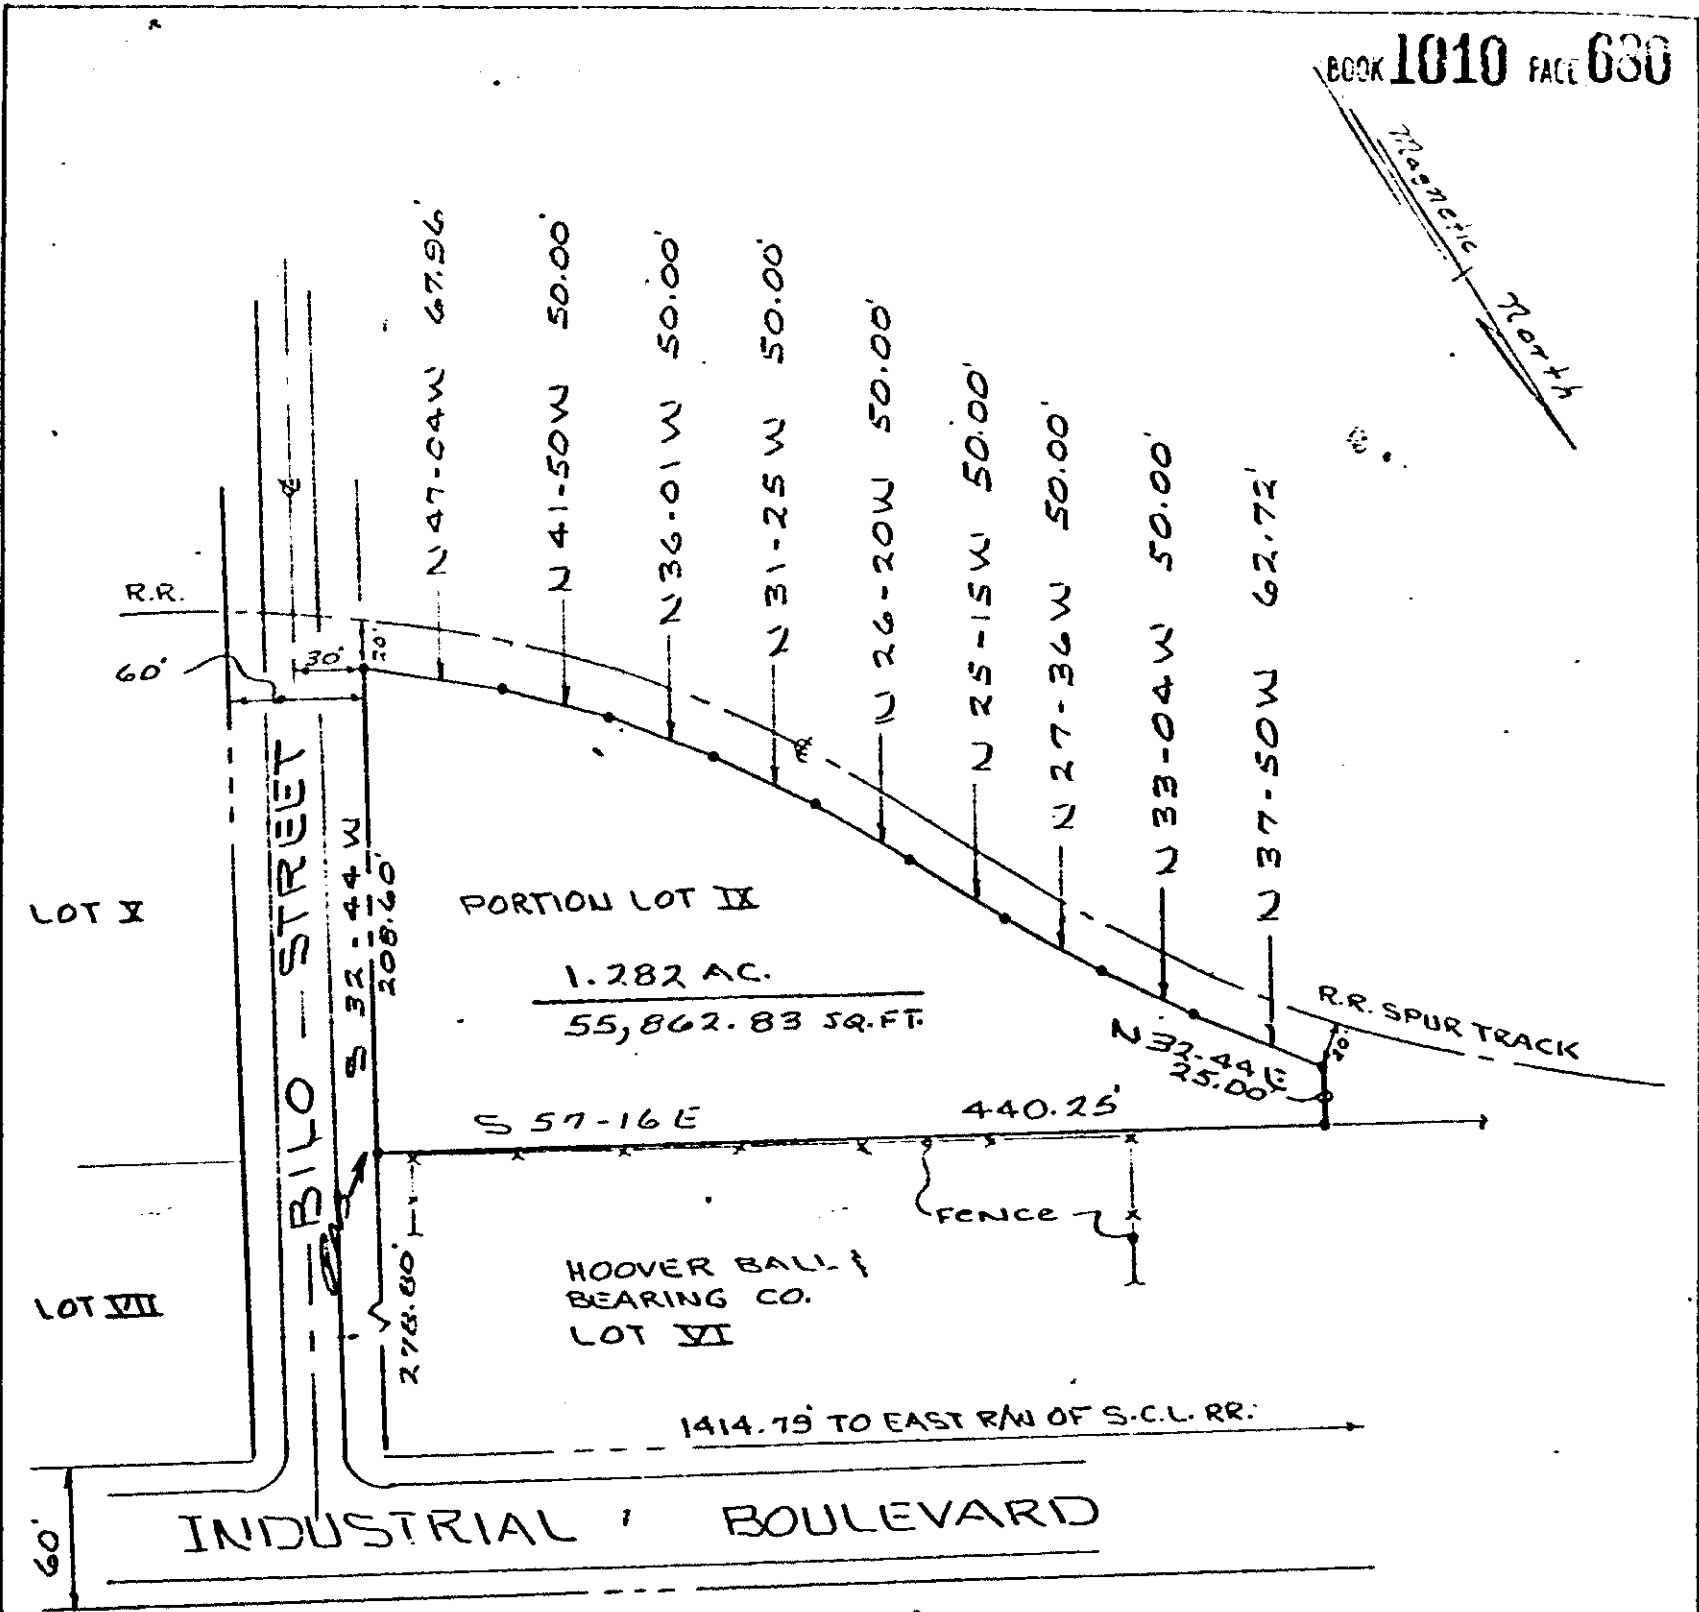 BOOK 1010 PAGE 630
Magnetic North
N 47-04 W 67.96'
N 41-50 W 50.00'
N 36-01 W 50.00'
N 31-25 W 50.00'
N 26-20 W 50.00'
N 25-15 W 50.00'
N 27-36 W 50.00'
N 33-04 W 50.00'
N 37-50 W 62.72'
R.R.
60'
30'
20'
BILO STREET
S 32-44 W
208.60'
LOT X
PORTION LOT IX
1.282 AC.
55,862.83 SQ.FT.
R.R. SPUR TRACK
20'
N 32-44 E
25.00'
S 57-16 E 440.25'
FENCE
HOOVER BALL &
BEARING CO.
LOT VI
278.80'
LOT VII
1414.79' TO EAST R/W OF S.C.L. RR.
60'
INDUSTRIAL BOULEVARD